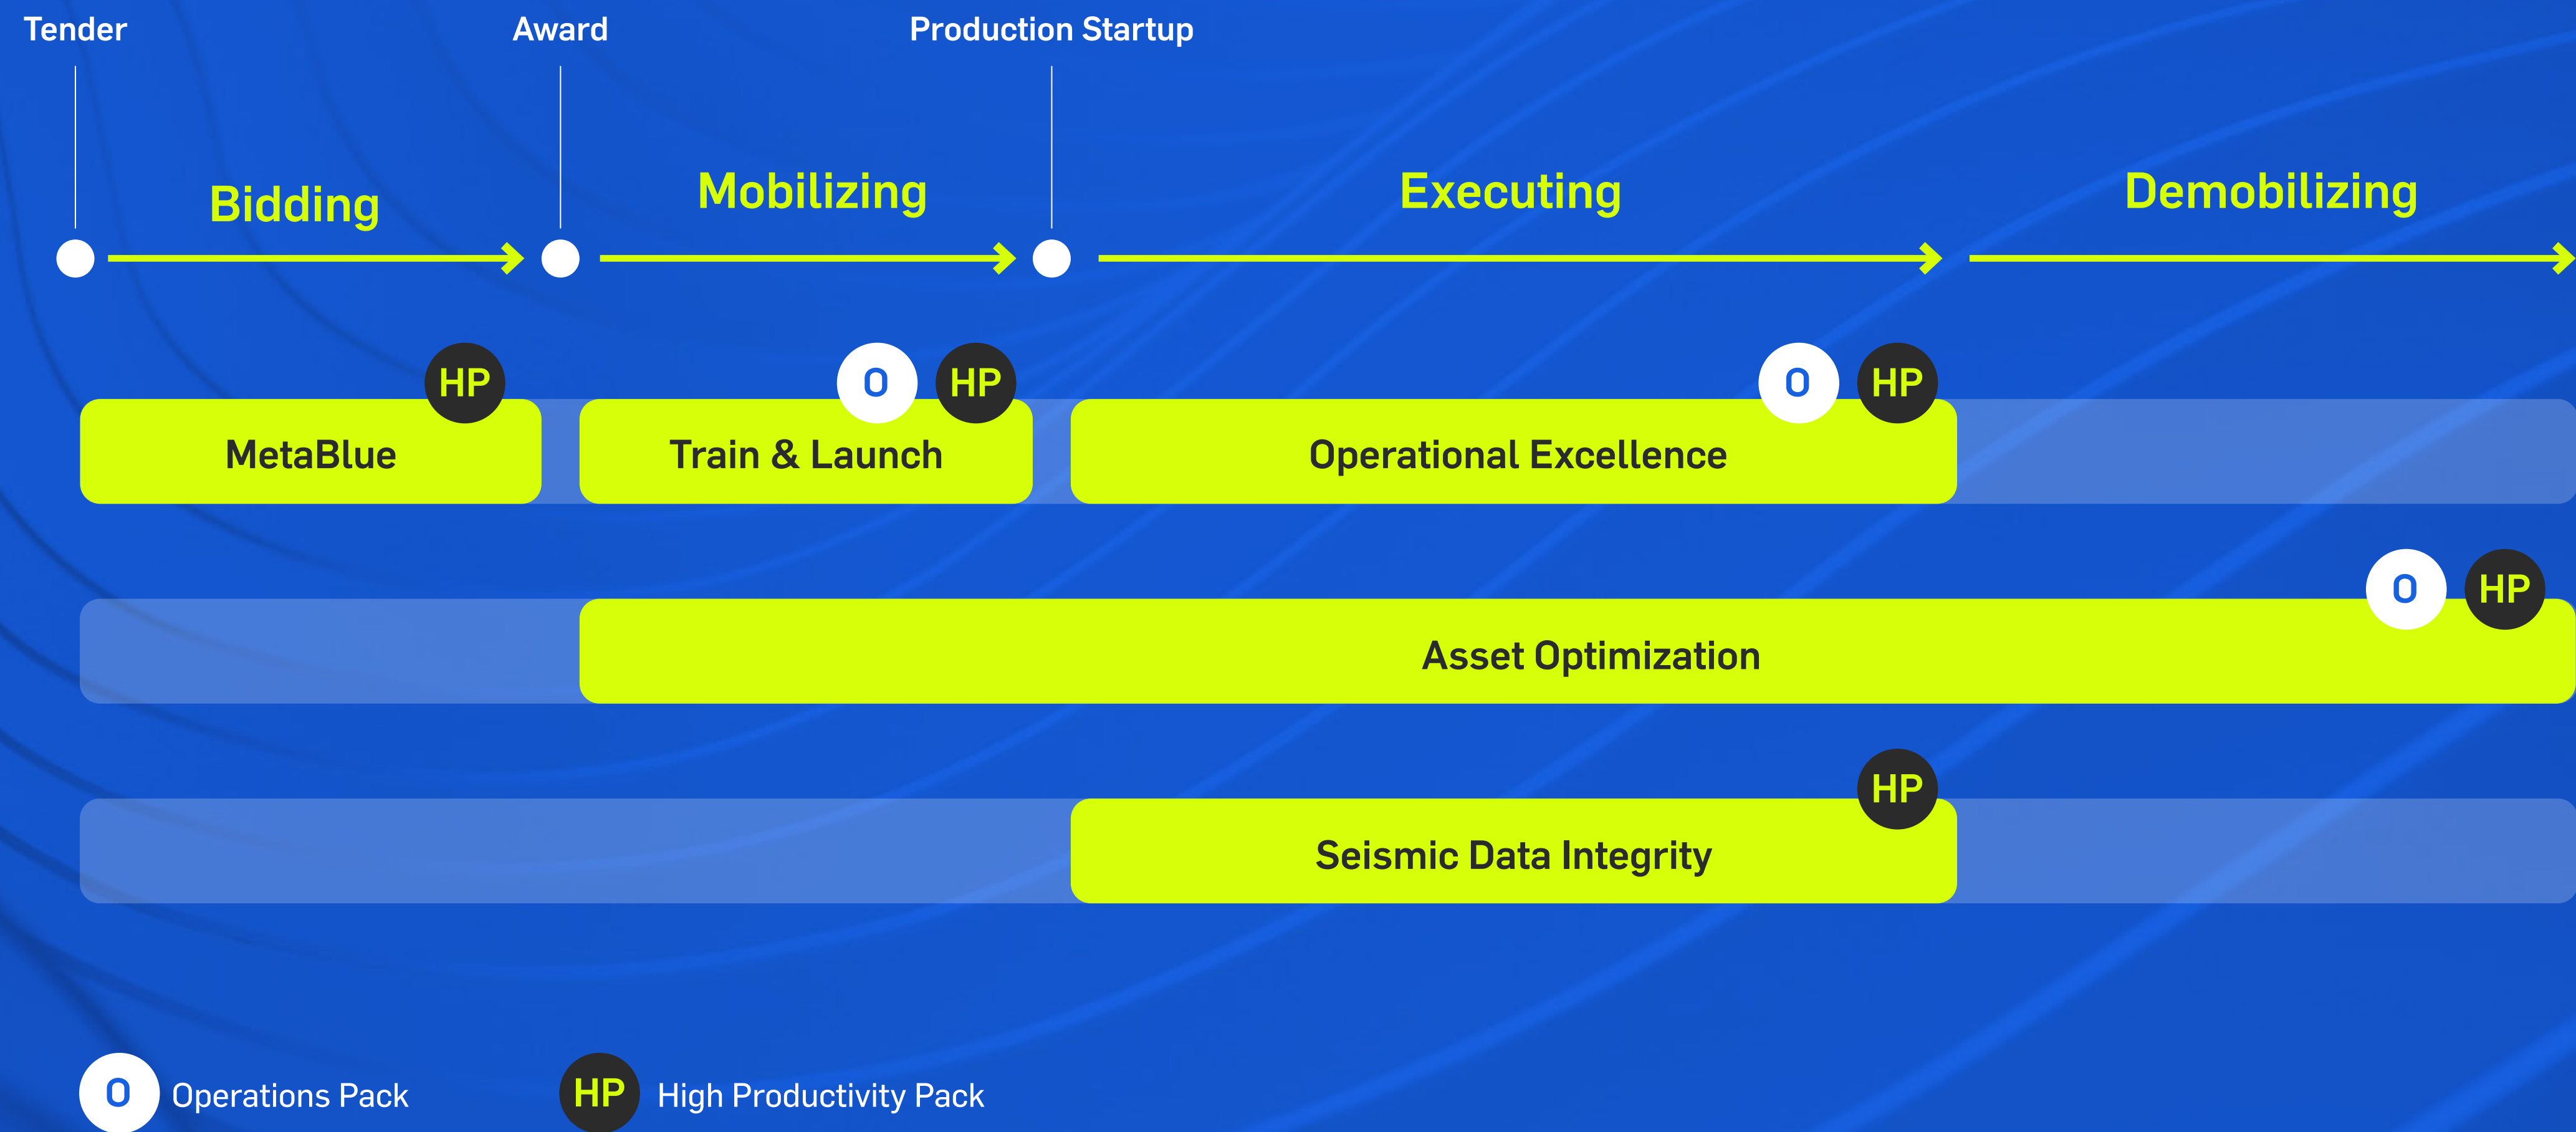 Tender
Award
Production Startup
Bidding
Mobilizing
Executing
Demobilizing
HP
O
HP
O
HP
MetaBlue
Train & Launch
Operational Excellence
O
HP
Asset Optimization
HP
Seismic Data Integrity
O
Operations Pack
HP
High Productivity Pack